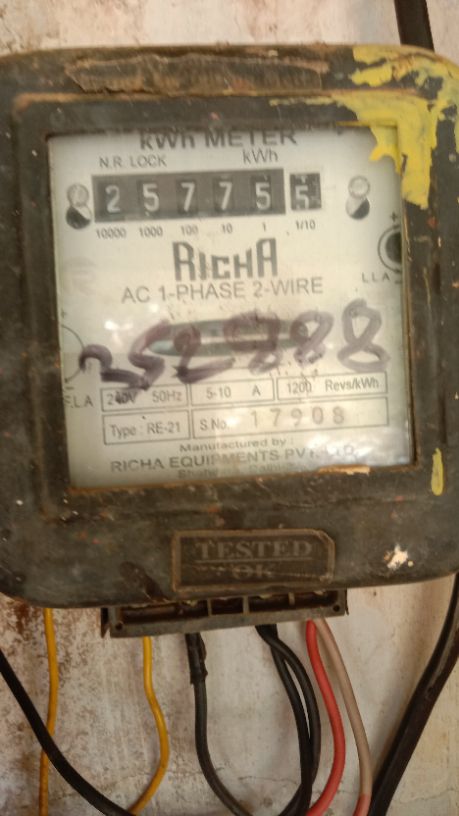 kWh METER
N.R. LOCK kWh
2 5 7 7 5 5
10000 1000 100 10 1 1/10
RICHA
AC 1-PHASE 2-WIRE
L.L.A
F.L.A
240V 50Hz 5-10 A 1200 Revs/kWh
Type : RE-21 S.No. 17908
Manufactured by :
RICHA EQUIPMENTS PVT. LTD.
TESTED
OK